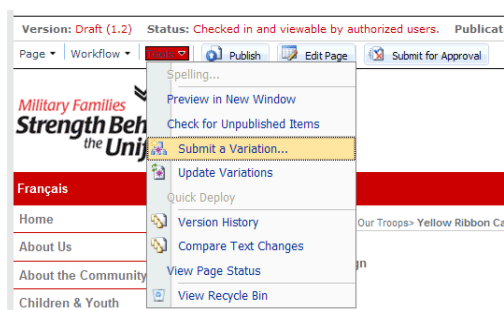 Version: Draft (1.2) Status: Checked in and viewable by authorized users. Publicat
Page Workflow Tools Publish Edit Page Submit for Approval
Spelling...
Preview in New Window
Check for Unpublished Items
Submit a Variation...
Update Variations
Quick Deploy
Version History
Compare Text Changes
View Page Status
View Recycle Bin
Military Families
Strength Beh
the Unif
Français
Home
About Us
About the Community
Children & Youth
Our Troops> Yellow Ribbon Ca
gn